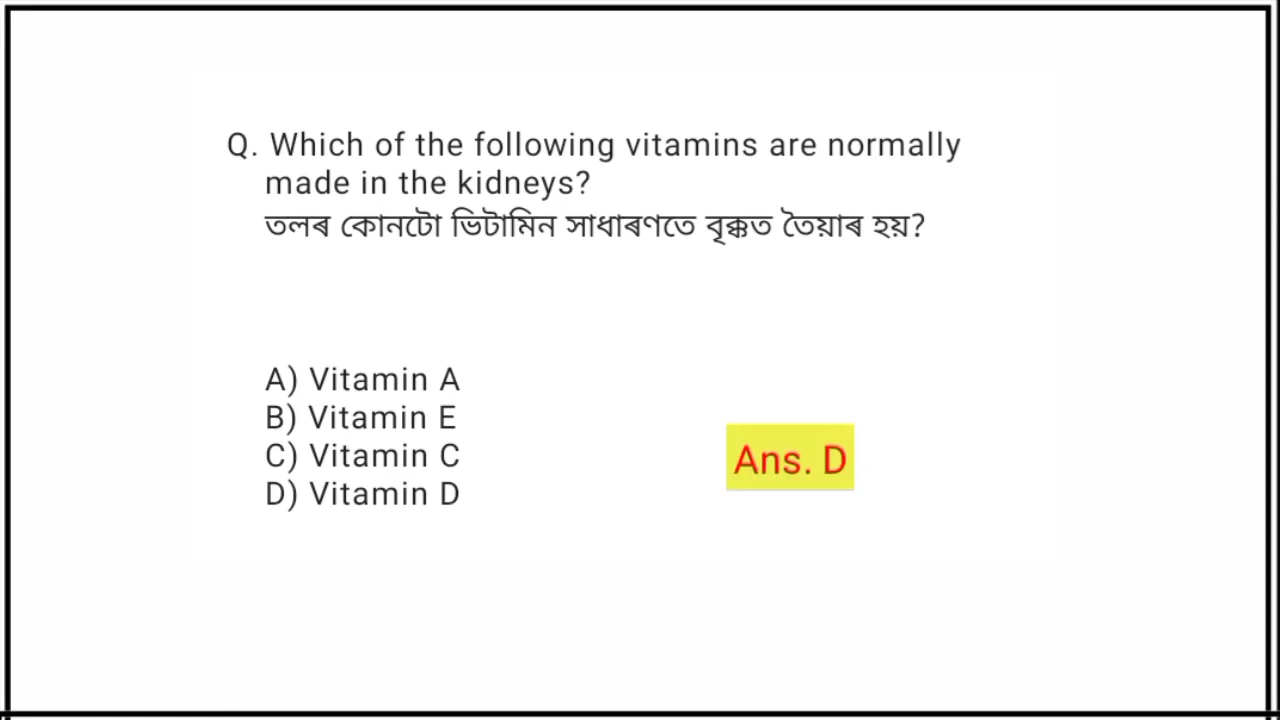 Q. Which of the following vitamins are normally
made in the kidneys?
তলৰ কোনটো ভিটামিন সাধাৰণতে বৃক্কত তৈয়াৰ হয়?
A) Vitamin A
B) Vitamin E
C) Vitamin C
D) Vitamin D
Ans. D